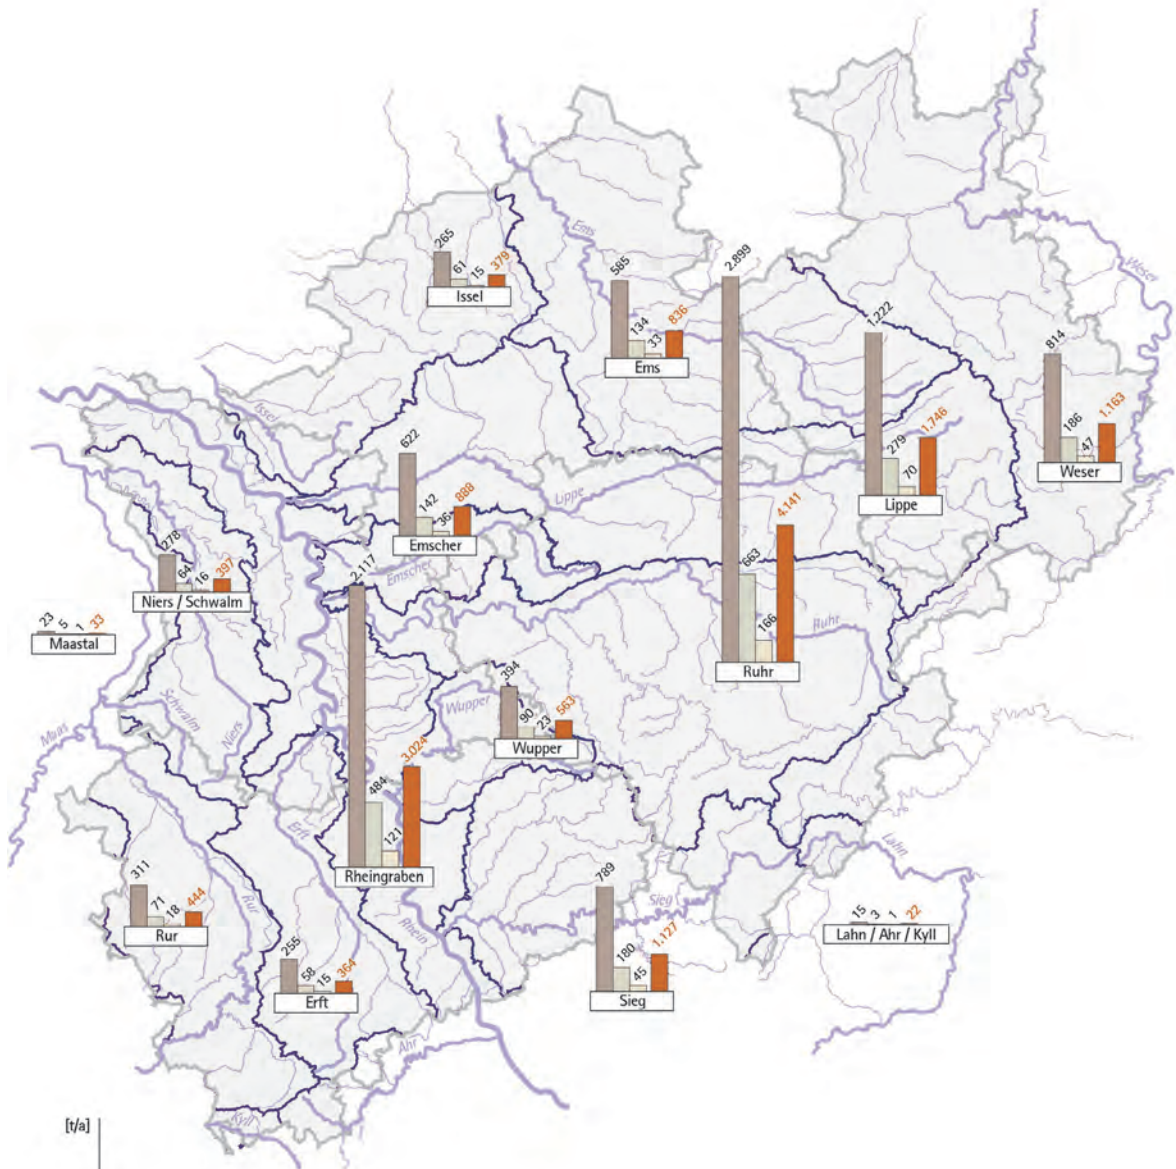 Ems
Weser
265
61
15
379
Issel
585
134
33
836
Ems
2.899
663
166
4.141
Ruhr
1.222
279
70
1.746
Lippe
814
186
47
1.163
Weser
Issel
622
142
36
888
Emscher
Lippe
Emscher
278
64
16
397
Niers / Schwalm
23
5
1
33
Maastal
2.117
484
121
3.024
Rheingraben
Ruhr
394
90
23
563
Wupper
Wupper
Schwalm
Niers
Maas
Erft
Lahn
311
71
18
444
Rur
Rur
Rhein
Sieg
789
180
45
1.127
Sieg
15
3
1
22
Lahn / Ahr / Kyll
255
58
15
364
Erft
Ahr
Kyll
[t/a]